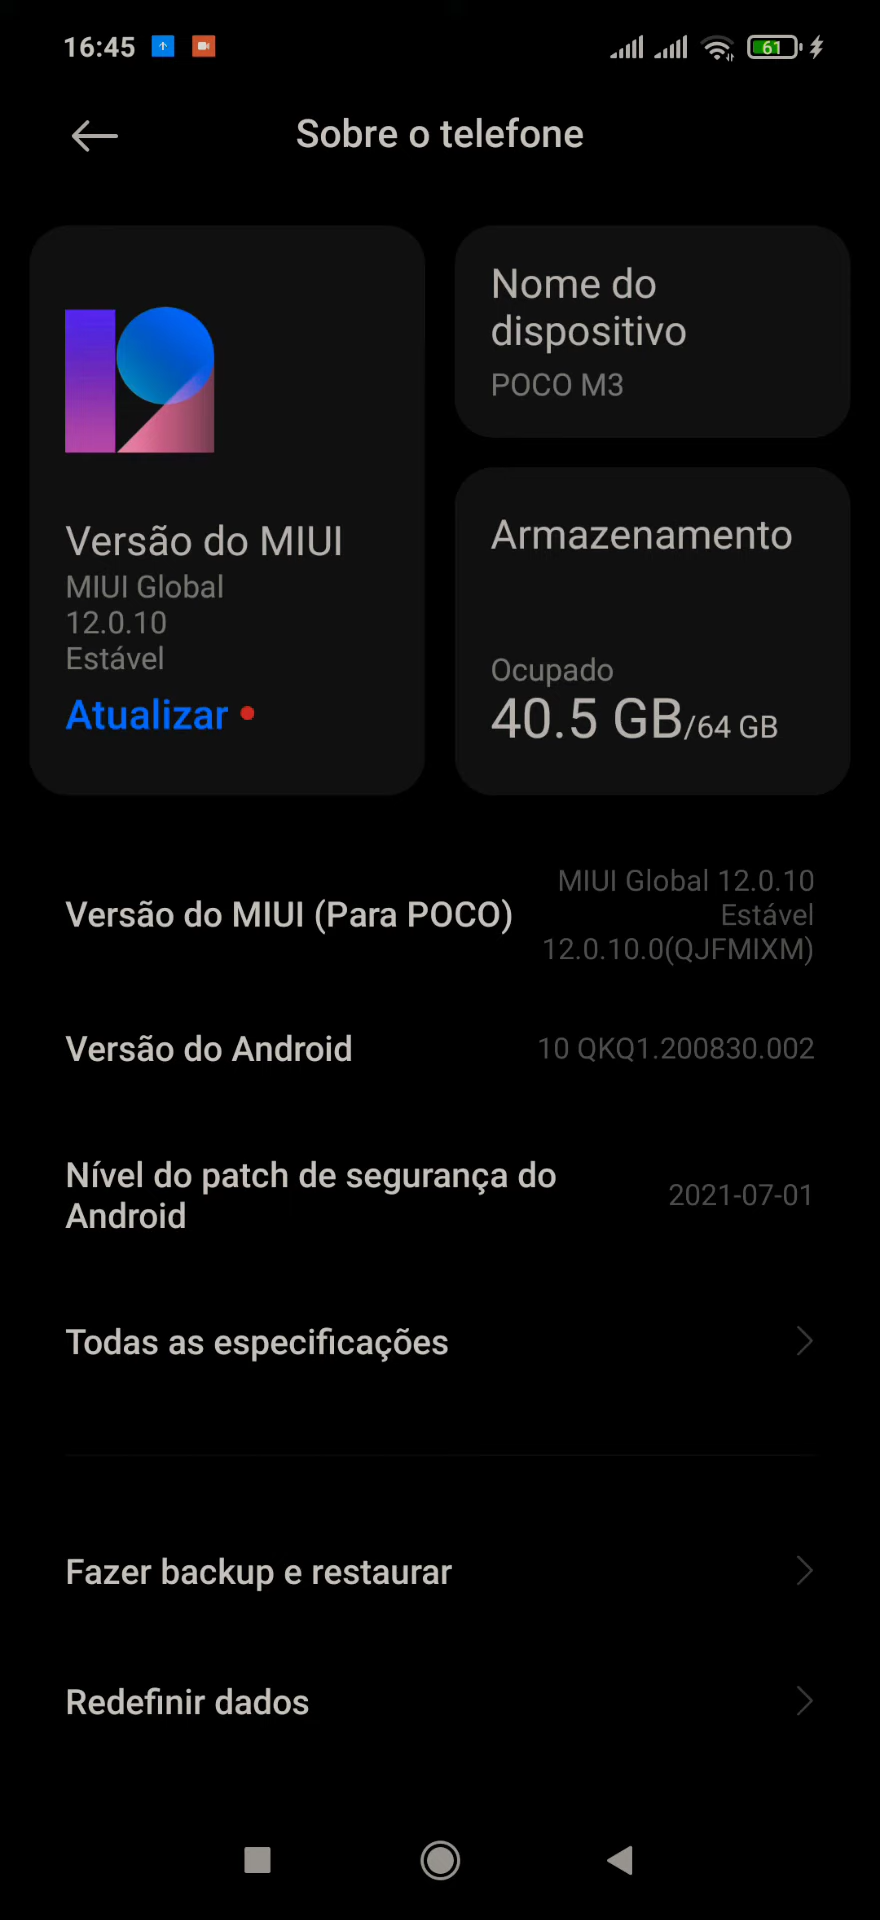 16:45
61
Sobre o telefone
Versão do MIUI
MIUI Global
12.0.10
Estável
Atualizar
Nome do
dispositivo
POCO M3
Armazenamento
Ocupado
40.5 GB/64 GB
Versão do MIUI (Para POCO)
MIUI Global 12.0.10
Estável
12.0.10.0(QJFMIXM)
Versão do Android
10 QKQ1.200830.002
Nível do patch de segurança do
Android
2021-07-01
Todas as especificações
Fazer backup e restaurar
Redefinir dados